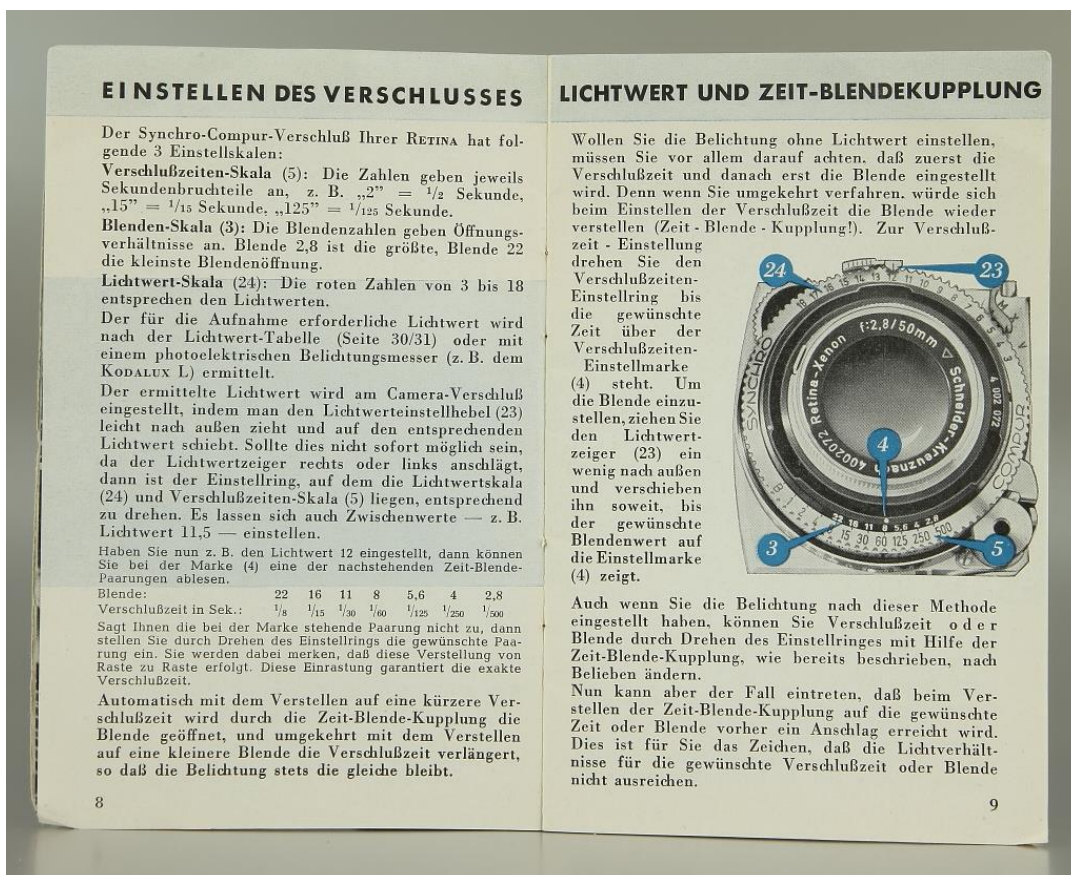 EINSTELLEN DES VERSCHLUSSES
Der Synchro-Compur-Verschluß Ihrer RETINA hat fol-
gende 3 Einstellskalen:
Verschlußzeiten-Skala (5): Die Zahlen geben jeweils
Sekundenbruchteile an, z. B. „2” = 1/2 Sekunde,
„15” = 1/15 Sekunde, „125” = 1/125 Sekunde.
Blenden-Skala (3): Die Blendenzahlen geben Öffnungs-
verhältnisse an. Blende 2,8 ist die größte, Blende 22
die kleinste Blendenöffnung.
Lichtwert-Skala (24): Die roten Zahlen von 3 bis 18
entsprechen den Lichtwerten.
Der für die Aufnahme erforderliche Lichtwert wird
nach der Lichtwert-Tabelle (Seite 30/31) oder mit
einem photoelektrischen Belichtungsmesser (z. B. dem
KODALUX L) ermittelt.
Der ermittelte Lichtwert wird am Camera-Verschluß
eingestellt, indem man den Lichtwerteinstellhebel (23)
leicht nach außen zieht und auf den entsprechenden
Lichtwert schiebt. Sollte dies nicht sofort möglich sein,
da der Lichtwertzeiger rechts oder links anschlägt,
dann ist der Einstellring, auf dem die Lichtwertskala
(24) und Verschlußzeiten-Skala (5) liegen, entsprechend
zu drehen. Es lassen sich auch Zwischenwerte — z. B.
Lichtwert 11,5 — einstellen.
Haben Sie nun z. B. den Lichtwert 12 eingestellt, dann können
Sie bei der Marke (4) eine der nachstehenden Zeit-Blende-
Paarungen ablesen.
Blende: 22 16 11 8 5,6 4 2,8
Verschlußzeit in Sek.: 1/8 1/15 1/30 1/60 1/125 1/250 1/500
Sagt Ihnen die bei der Marke stehende Paarung nicht zu, dann
stellen Sie durch Drehen des Einstellrings die gewünschte Paa-
rung ein. Sie werden dabei merken, daß diese Verstellung von
Raste zu Raste erfolgt. Diese Einrastung garantiert die exakte
Verschlußzeit.
Automatisch mit dem Verstellen auf eine kürzere Ver-
schlußzeit wird durch die Zeit-Blende-Kupplung die
Blende geöffnet, und umgekehrt mit dem Verstellen
auf eine kleinere Blende die Verschlußzeit verlängert,
so daß die Belichtung stets die gleiche bleibt.
8
LICHTWERT UND ZEIT-BLENDEKUPPLUNG
Wollen Sie die Belichtung ohne Lichtwert einstellen,
müssen Sie vor allem darauf achten, daß zuerst die
Verschlußzeit und danach erst die Blende eingestellt
wird. Denn wenn Sie umgekehrt verfahren, würde sich
beim Einstellen der Verschlußzeit die Blende wieder
verstellen (Zeit - Blende - Kupplung!). Zur Verschluß-
zeit - Einstellung
drehen Sie den
Verschlußzeiten-
Einstellring bis
die gewünschte
Zeit über der
Verschlußzeiten-
Einstellmarke
(4) steht. Um
die Blende einzu-
stellen, ziehen Sie
den Lichtwert-
zeiger (23) ein
wenig nach außen
und verschieben
ihn soweit, bis
der gewünschte
Blendenwert auf
die Einstellmarke
(4) zeigt.
24
23
18 17 16 15 14 13 12 11 10 9 8 7 6 5 4 3
M X V
SYNCHRO
COMPUR
Retina-Xenon f:2,8/50mm Schneider-Kreuznach 4002072
4 002 072
4
22 16 11 8 5,6 4 2,8
B 1 2 4 8 15 30 60 125 250 500
3
5
Auch wenn Sie die Belichtung nach dieser Methode
eingestellt haben, können Sie Verschlußzeit oder
Blende durch Drehen des Einstellringes mit Hilfe der
Zeit-Blende-Kupplung, wie bereits beschrieben, nach
Belieben ändern.
Nun kann aber der Fall eintreten, daß beim Ver-
stellen der Zeit-Blende-Kupplung auf die gewünschte
Zeit oder Blende vorher ein Anschlag erreicht wird.
Dies ist für Sie das Zeichen, daß die Lichtverhält-
nisse für die gewünschte Verschlußzeit oder Blende
nicht ausreichen.
9